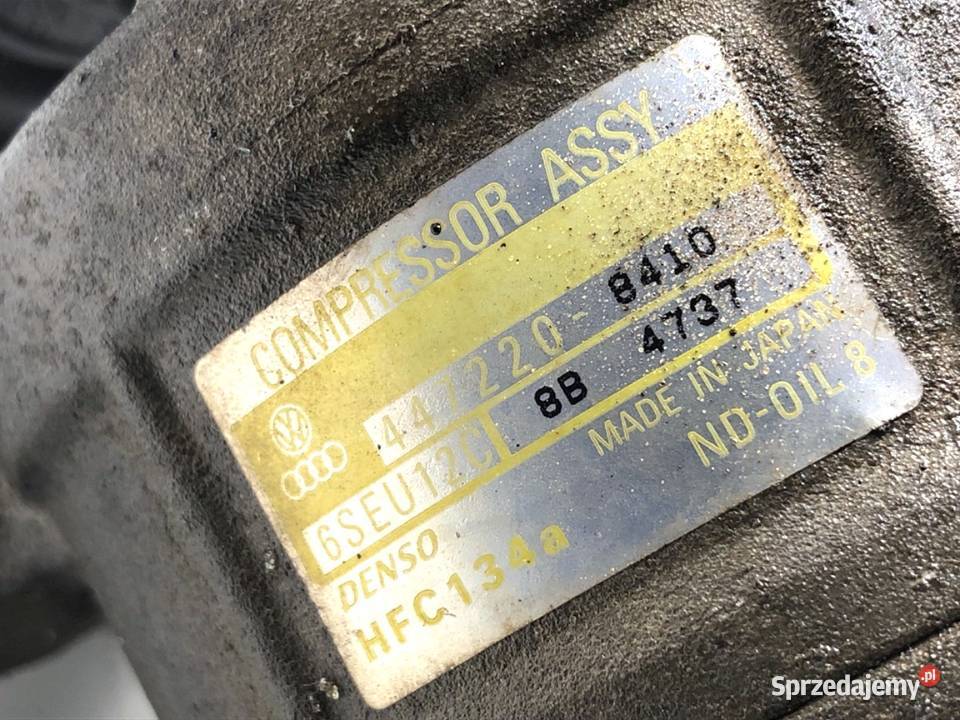 COMPRESSOR ASSY
447220-8410
6SEU12C 8B 4737
DENSO MADE IN JAPAN
HFC134a ND-OIL 8
Sprzedajemy.pl